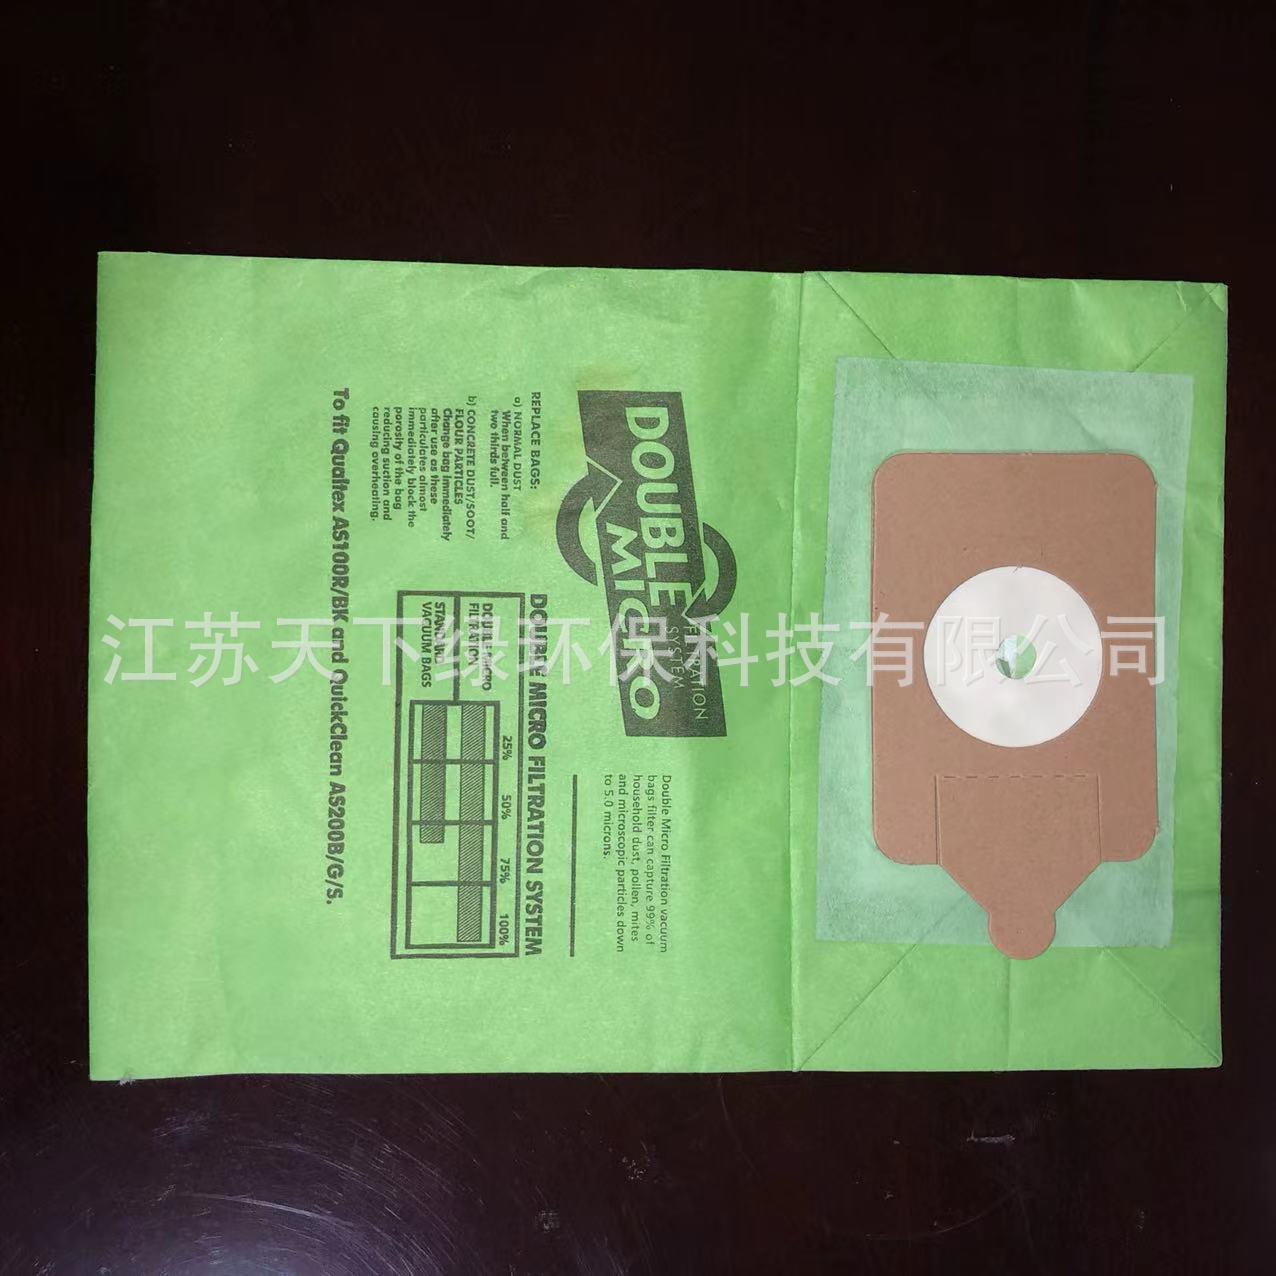 DOUBLE
MICRO
FILTRATION
SYSTEM
Double Micro Filtration vacuum
bags filter can capture 99% of
household dust, pollen, mites
and microscopic particles down
to 5.0 microns.
REPLACE BAGS:
a) NORMAL DUST
When between half and
two thirds full.
b) CONCRETE DUST/SOOT/
FLOUR PARTICLES
Change bag immediately
after use as these
particulates almost
immediately block the
porosity of the bag
reducing suction and
causing overheating.
DOUBLE MICRO FILTRATION SYSTEM
25% 50% 75% 100%
DOUBLE MICRO
FILTRATION
STANDARD
VACUUM BAGS
To fit Qualtex AS100R/BK and QuickClean AS200B/G/S.
江苏天下绿环保科技有限公司